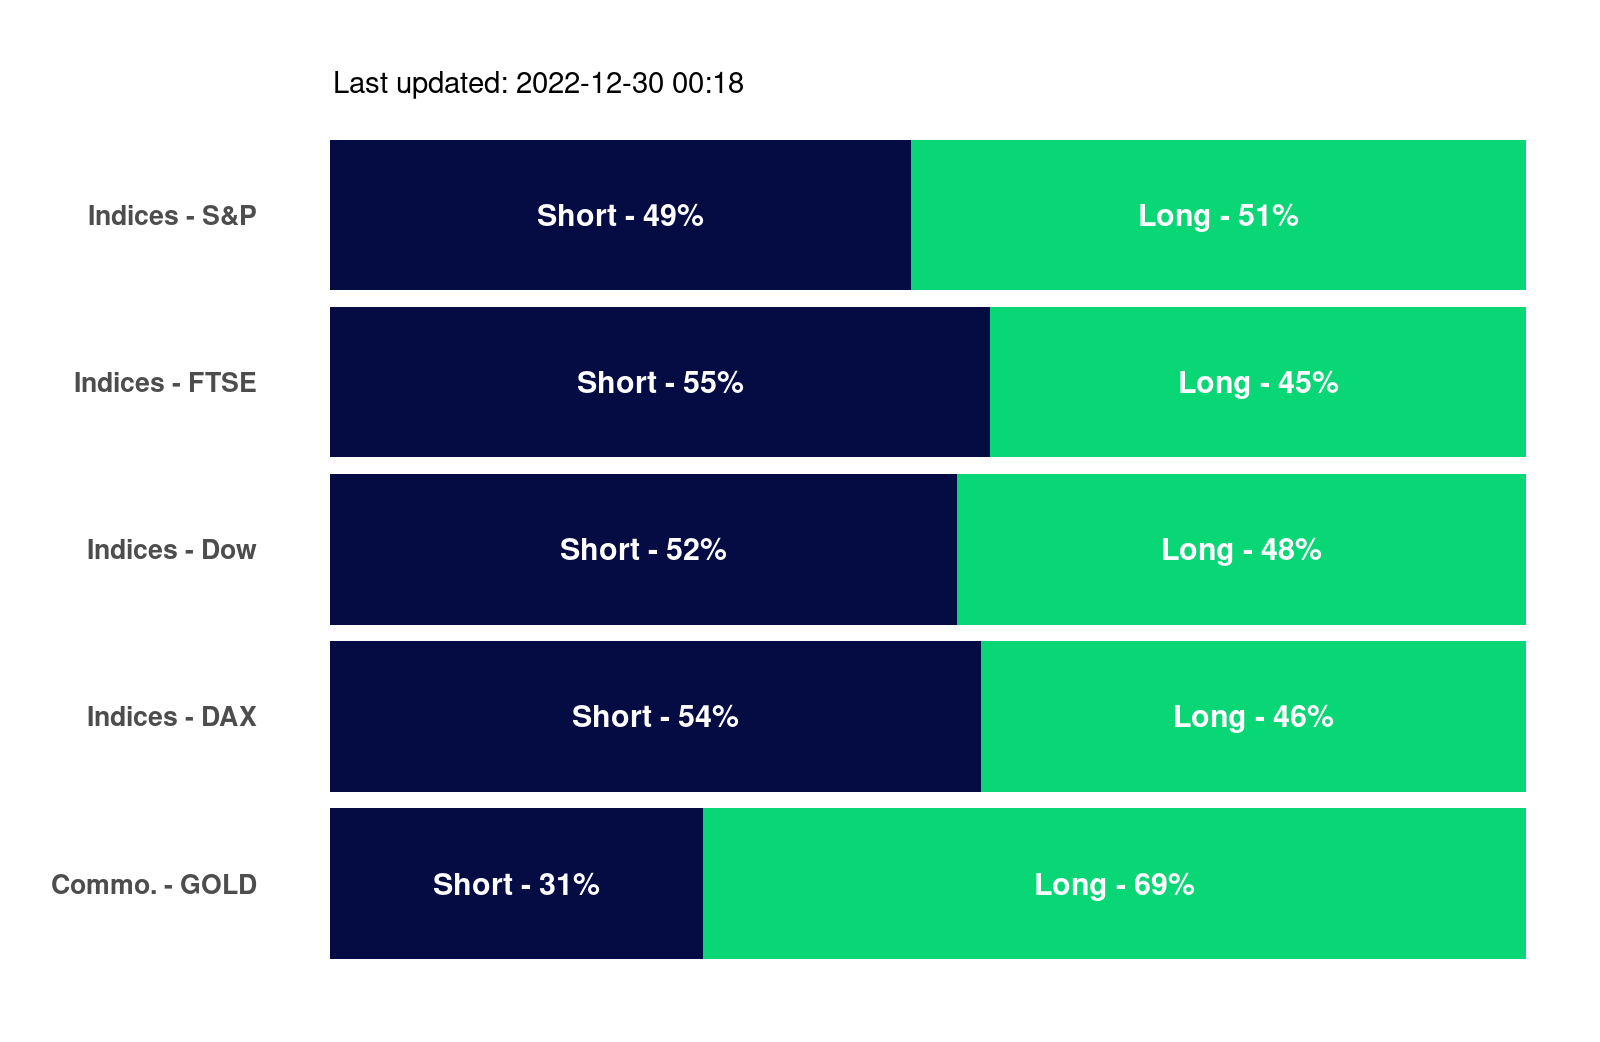 Last updated: 2022-12-30 00:18
Indices - S&P Short - 49% Long - 51%
Indices - FTSE Short - 55% Long - 45%
Indices - Dow Short - 52% Long - 48%
Indices - DAX Short - 54% Long - 46%
Commo. - GOLD Short - 31% Long - 69%